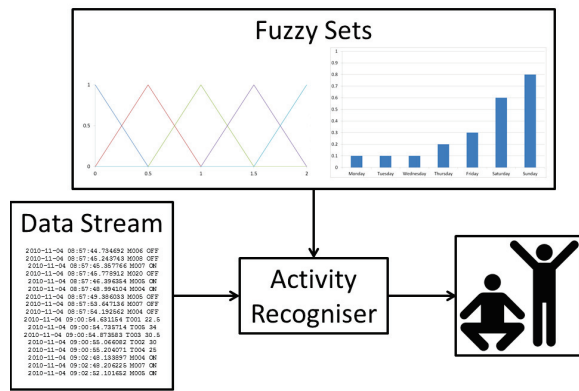 Fuzzy Sets
1
0.5
0
0
0.5
1
1.5
2
1
0.9
0.8
0.7
0.6
0.5
0.4
0.3
0.2
0.1
0
Monday Tuesday Wednesday Thursday Friday Saturday Sunday
Data Stream
2010-11-04 08:57:44.734692 M006 OFF
2010-11-04 08:57:45.243743 M008 OFF
2010-11-04 08:57:45.357766 M007 ON
2010-11-04 08:57:45.778912 M020 OFF
2010-11-04 08:57:46.396354 M005 ON
2010-11-04 08:57:48.994104 M004 ON
2010-11-04 08:57:49.386033 M005 OFF
2010-11-04 08:57:53.647134 M007 OFF
2010-11-04 08:57:54.192562 M004 OFF
2010-11-04 09:00:54.631154 T001 22.5
2010-11-04 09:00:54.735714 T005 34
2010-11-04 09:00:54.873583 T003 30.5
2010-11-04 09:00:55.066082 T002 30
2010-11-04 09:00:55.204071 T004 25
2010-11-04 09:02:48.133897 M004 ON
2010-11-04 09:02:48.206225 M007 ON
2010-11-04 09:02:52.101652 M005 ON
Activity
Recogniser